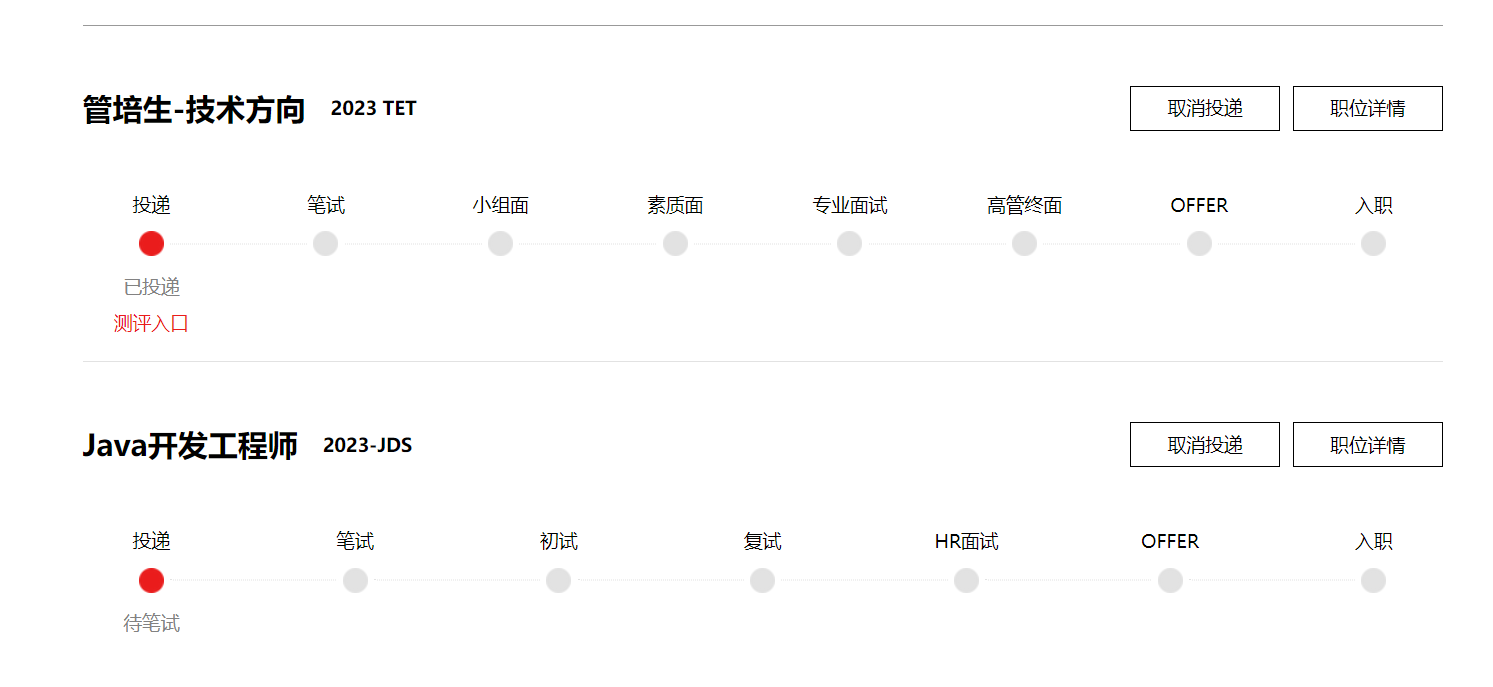 管培生-技术方向 2023 TET 取消投递 职位详情
投递 笔试 小组面 素质面 专业面试 高管终面 OFFER 入职
已投递
测评入口
Java开发工程师 2023-JDS 取消投递 职位详情
投递 笔试 初试 复试 HR面试 OFFER 入职
待笔试